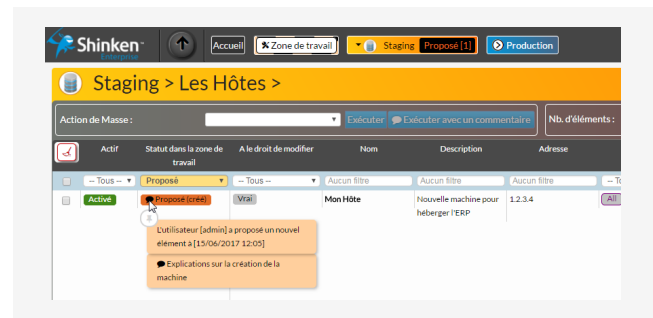 Shinken
Enterprise
Accueil
Zone de travail
Staging Proposé [1]
Production
Staging > Les Hôtes >
Action de Masse :
Exécuter
Exécuter avec un commentaire
Nb. d'éléments :
Actif
Statut dans la zone de
travail
A le droit de modifier
Nom
Description
Adresse
-- Tous --
Proposé
-- Tous --
Aucun filtre
Aucun filtre
Aucun filtre
Activé
Proposé (créé)
Vrai
Mon Hôte
Nouvelle machine pour
héberger l'ERP
1.2.3.4
All
L'utilisateur [admin] a proposé un nouvel
élément à [15/06/2017 12:05]
Explications sur la création de la
machine